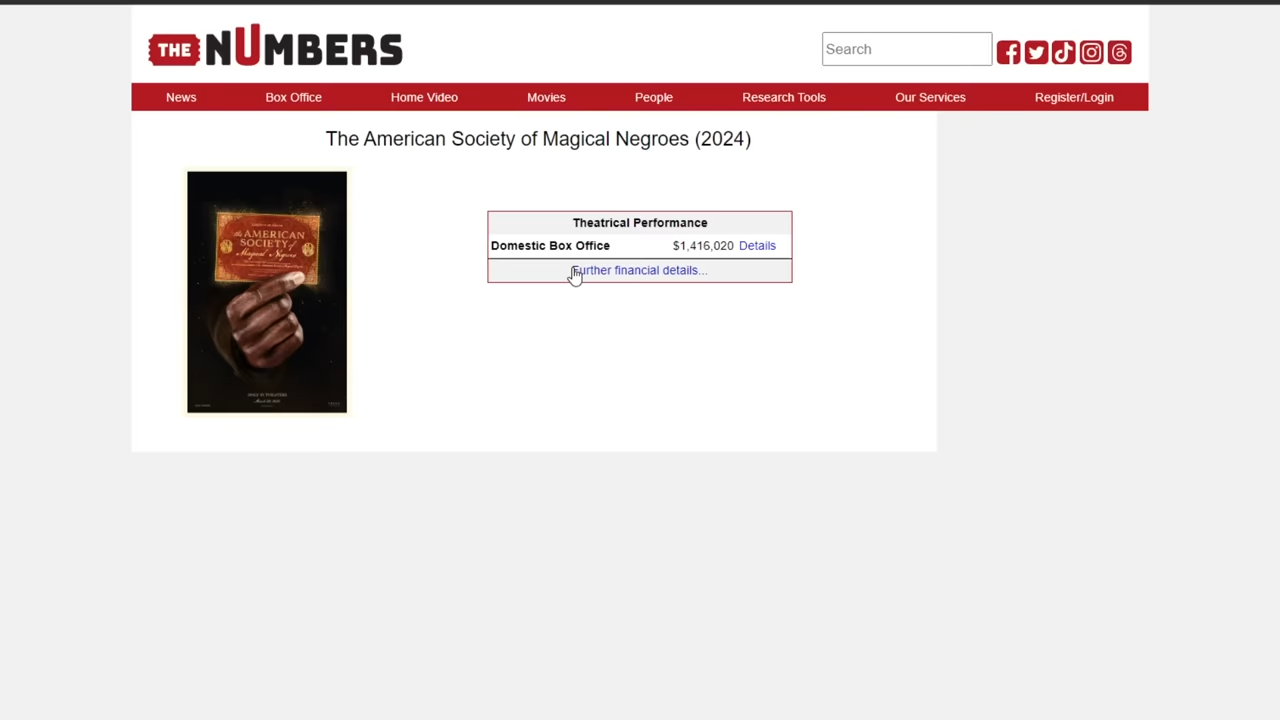 THE NUMBERS
Search
News Box Office Home Video Movies People Research Tools Our Services Register/Login
The American Society of Magical Negroes (2024)
the AMERICAN
SOCIETY of
Magical Negroes
Theatrical Performance
Domestic Box Office $1,416,020 Details
Further financial details...